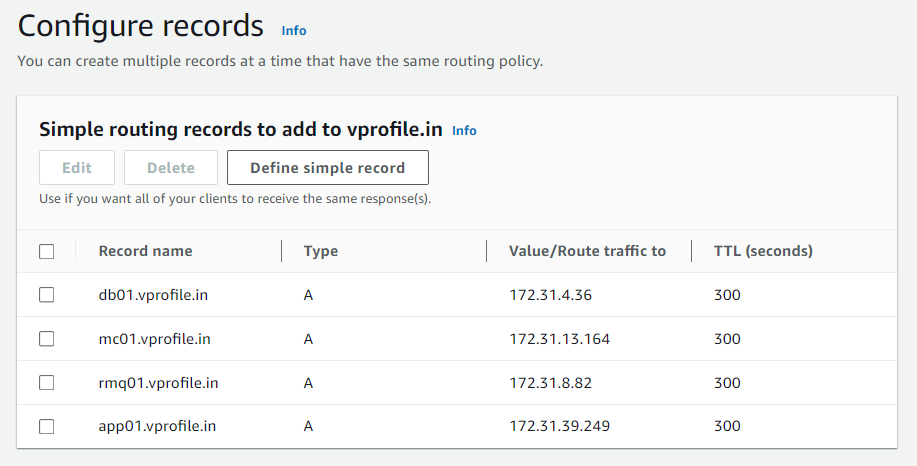 Configure records Info
You can create multiple records at a time that have the same routing policy.
Simple routing records to add to vprofile.in Info
Edit Delete Define simple record
Use if you want all of your clients to receive the same response(s).
Record name Type Value/Route traffic to TTL (seconds)
db01.vprofile.in A 172.31.4.36 300
mc01.vprofile.in A 172.31.13.164 300
rmq01.vprofile.in A 172.31.8.82 300
app01.vprofile.in A 172.31.39.249 300